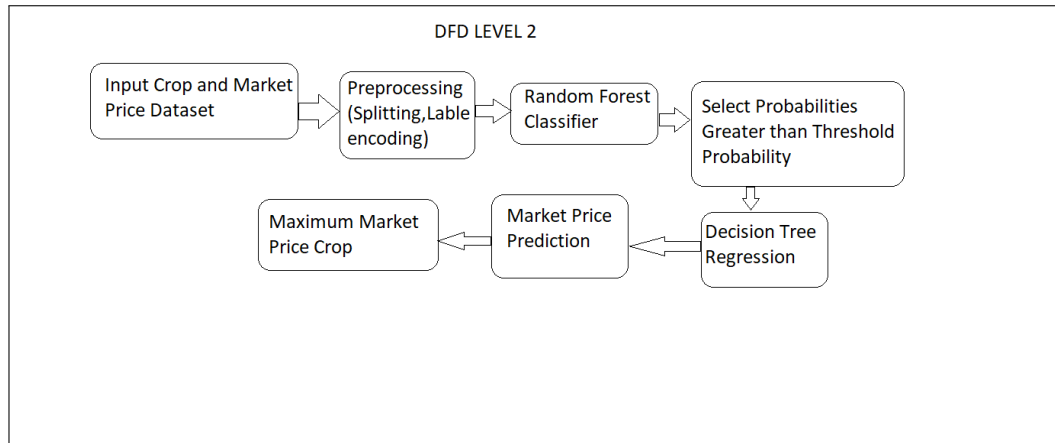 DFD LEVEL 2
Input Crop and Market
Price Dataset
Preprocessing
(Splitting,Lable
encoding)
Random Forest
Classifier
Select Probabilities
Greater than Threshold
Probability
Decision Tree
Regression
Market Price
Prediction
Maximum Market
Price Crop